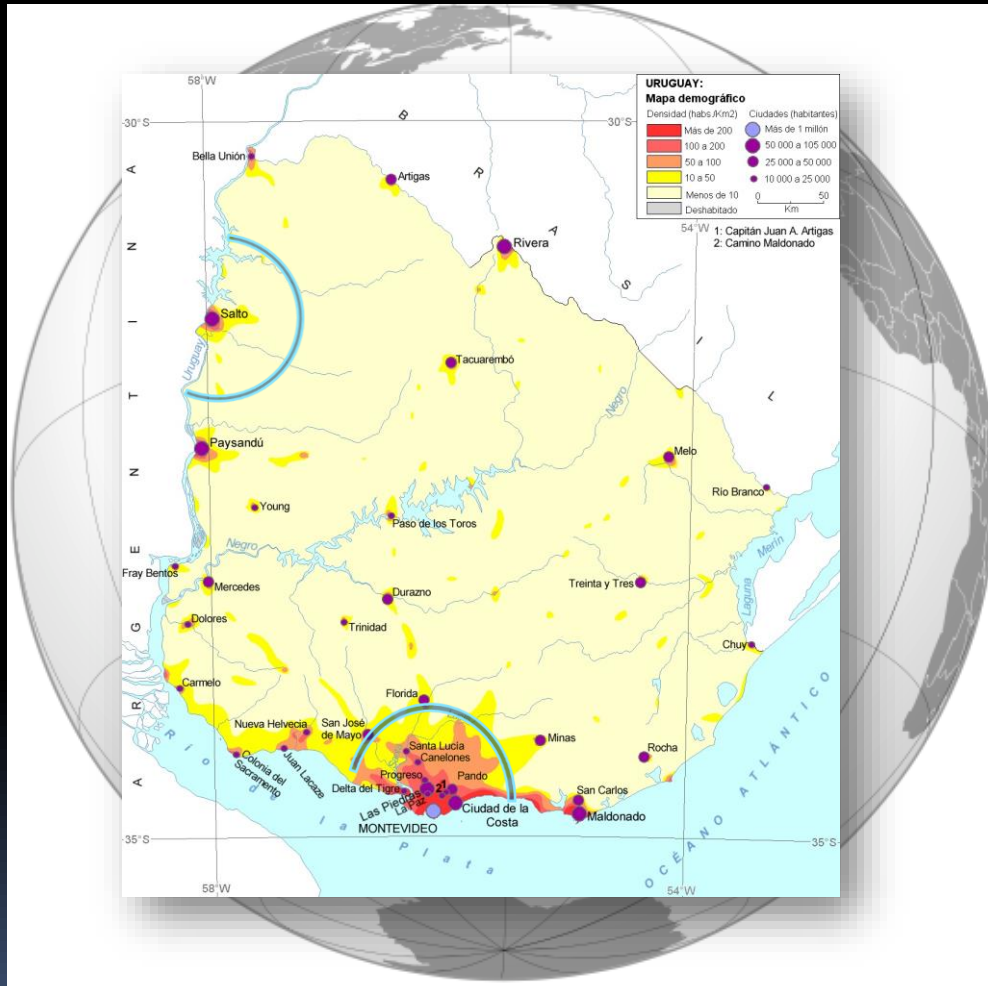 58°W
URUGUAY:
Mapa demográfico
Densidad (habs./Km2)
Ciudades (habitantes)
Más de 200
Más de 1 millón
100 a 200
50 000 a 105 000
50 a 100
25 000 a 50 000
10 a 50
10 000 a 25 000
Menos de 10
0 50
Km
Deshabitado
30°S
30°S
54°W
1: Capitán Juan A. Artigas
2: Camino Maldonado
BRASIL
ARGENTINA
Bella Unión
Artigas
Rivera
Salto
Uruguay
Tacuarembó
Negro
Paysandú
Melo
Río Branco
Young
Paso de los Toros
Negro
Laguna Merín
Fray Bentos
Mercedes
Treinta y Tres
Durazno
Dolores
Trinidad
Chuy
Carmelo
Florida
Nueva Helvecia
San José
de Mayo
Minas
Santa Lucía
Canelones
Rocha
Colonia del
Sacramento
Juan Lacaze
Progreso
Pando
Delta del Tigre
Las Piedras
La Paz
2 1
San Carlos
Ciudad de la
Costa
Maldonado
MONTEVIDEO
Río de la Plata
OCÉANO ATLÁNTICO
35°S
35°S
58°W
54°W